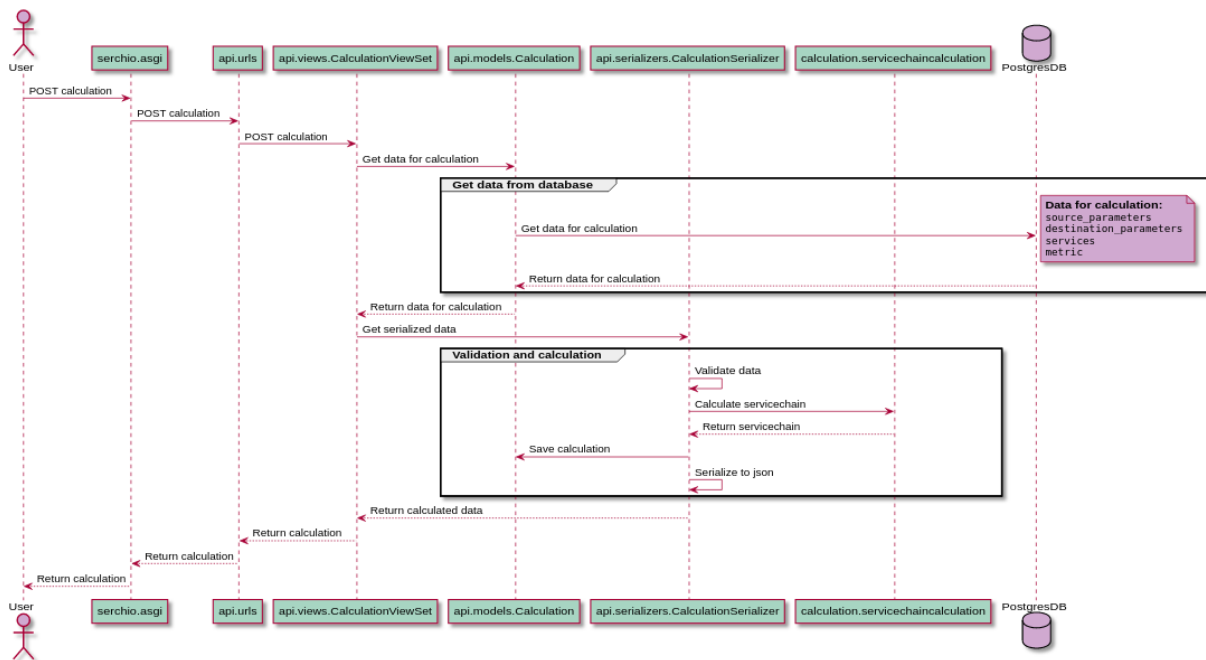 User
serchio.asgi
api.urls
api.views.CalculationViewSet
api.models.Calculation
api.serializers.CalculationSerializer
calculation.servicechaincalculation
PostgresDB
POST calculation
POST calculation
POST calculation
Get data for calculation
Get data from database
Data for calculation:
source_parameters
destination_parameters
services
metric
Get data for calculation
Return data for calculation
Return data for calculation
Get serialized data
Validation and calculation
Validate data
Calculate servicechain
Return servicechain
Save calculation
Serialize to json
Return calculated data
Return calculation
Return calculation
Return calculation
User
serchio.asgi
api.urls
api.views.CalculationViewSet
api.models.Calculation
api.serializers.CalculationSerializer
calculation.servicechaincalculation
PostgresDB